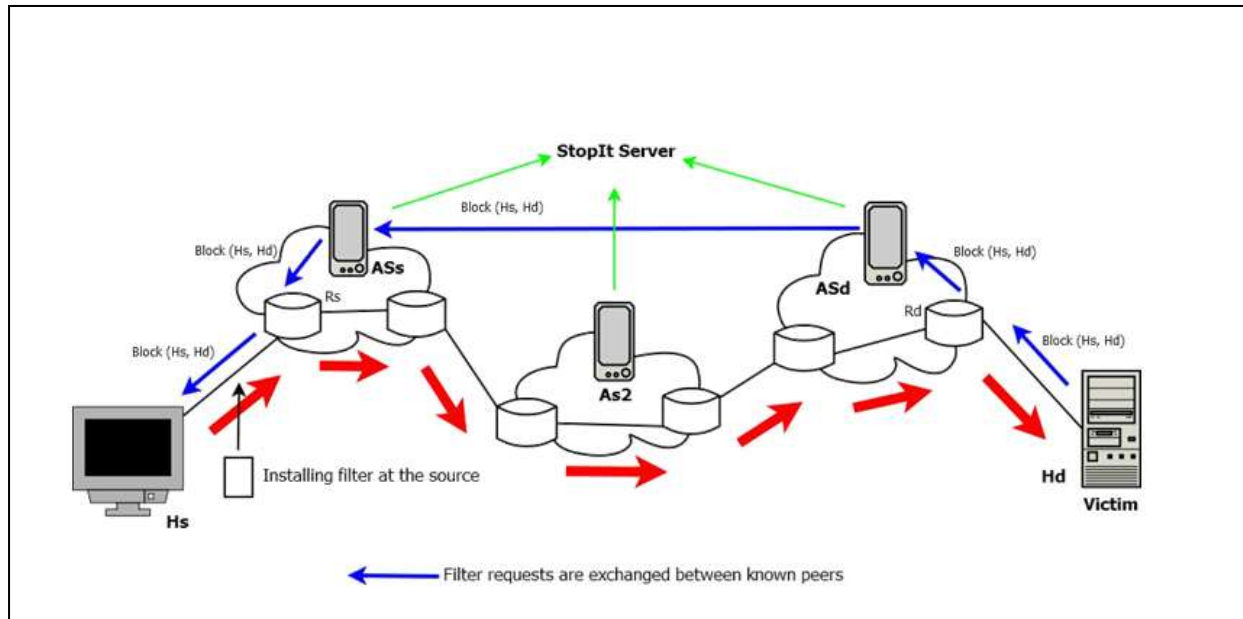 StopIt Server
Block (Hs, Hd)
Block (Hs, Hd)
Block (Hs, Hd)
ASs
ASd
Rs
Rd
Block (Hs, Hd)
Block (Hs, Hd)
As2
Installing filter at the source
Hs
Hd
Victim
Filter requests are exchanged between known peers